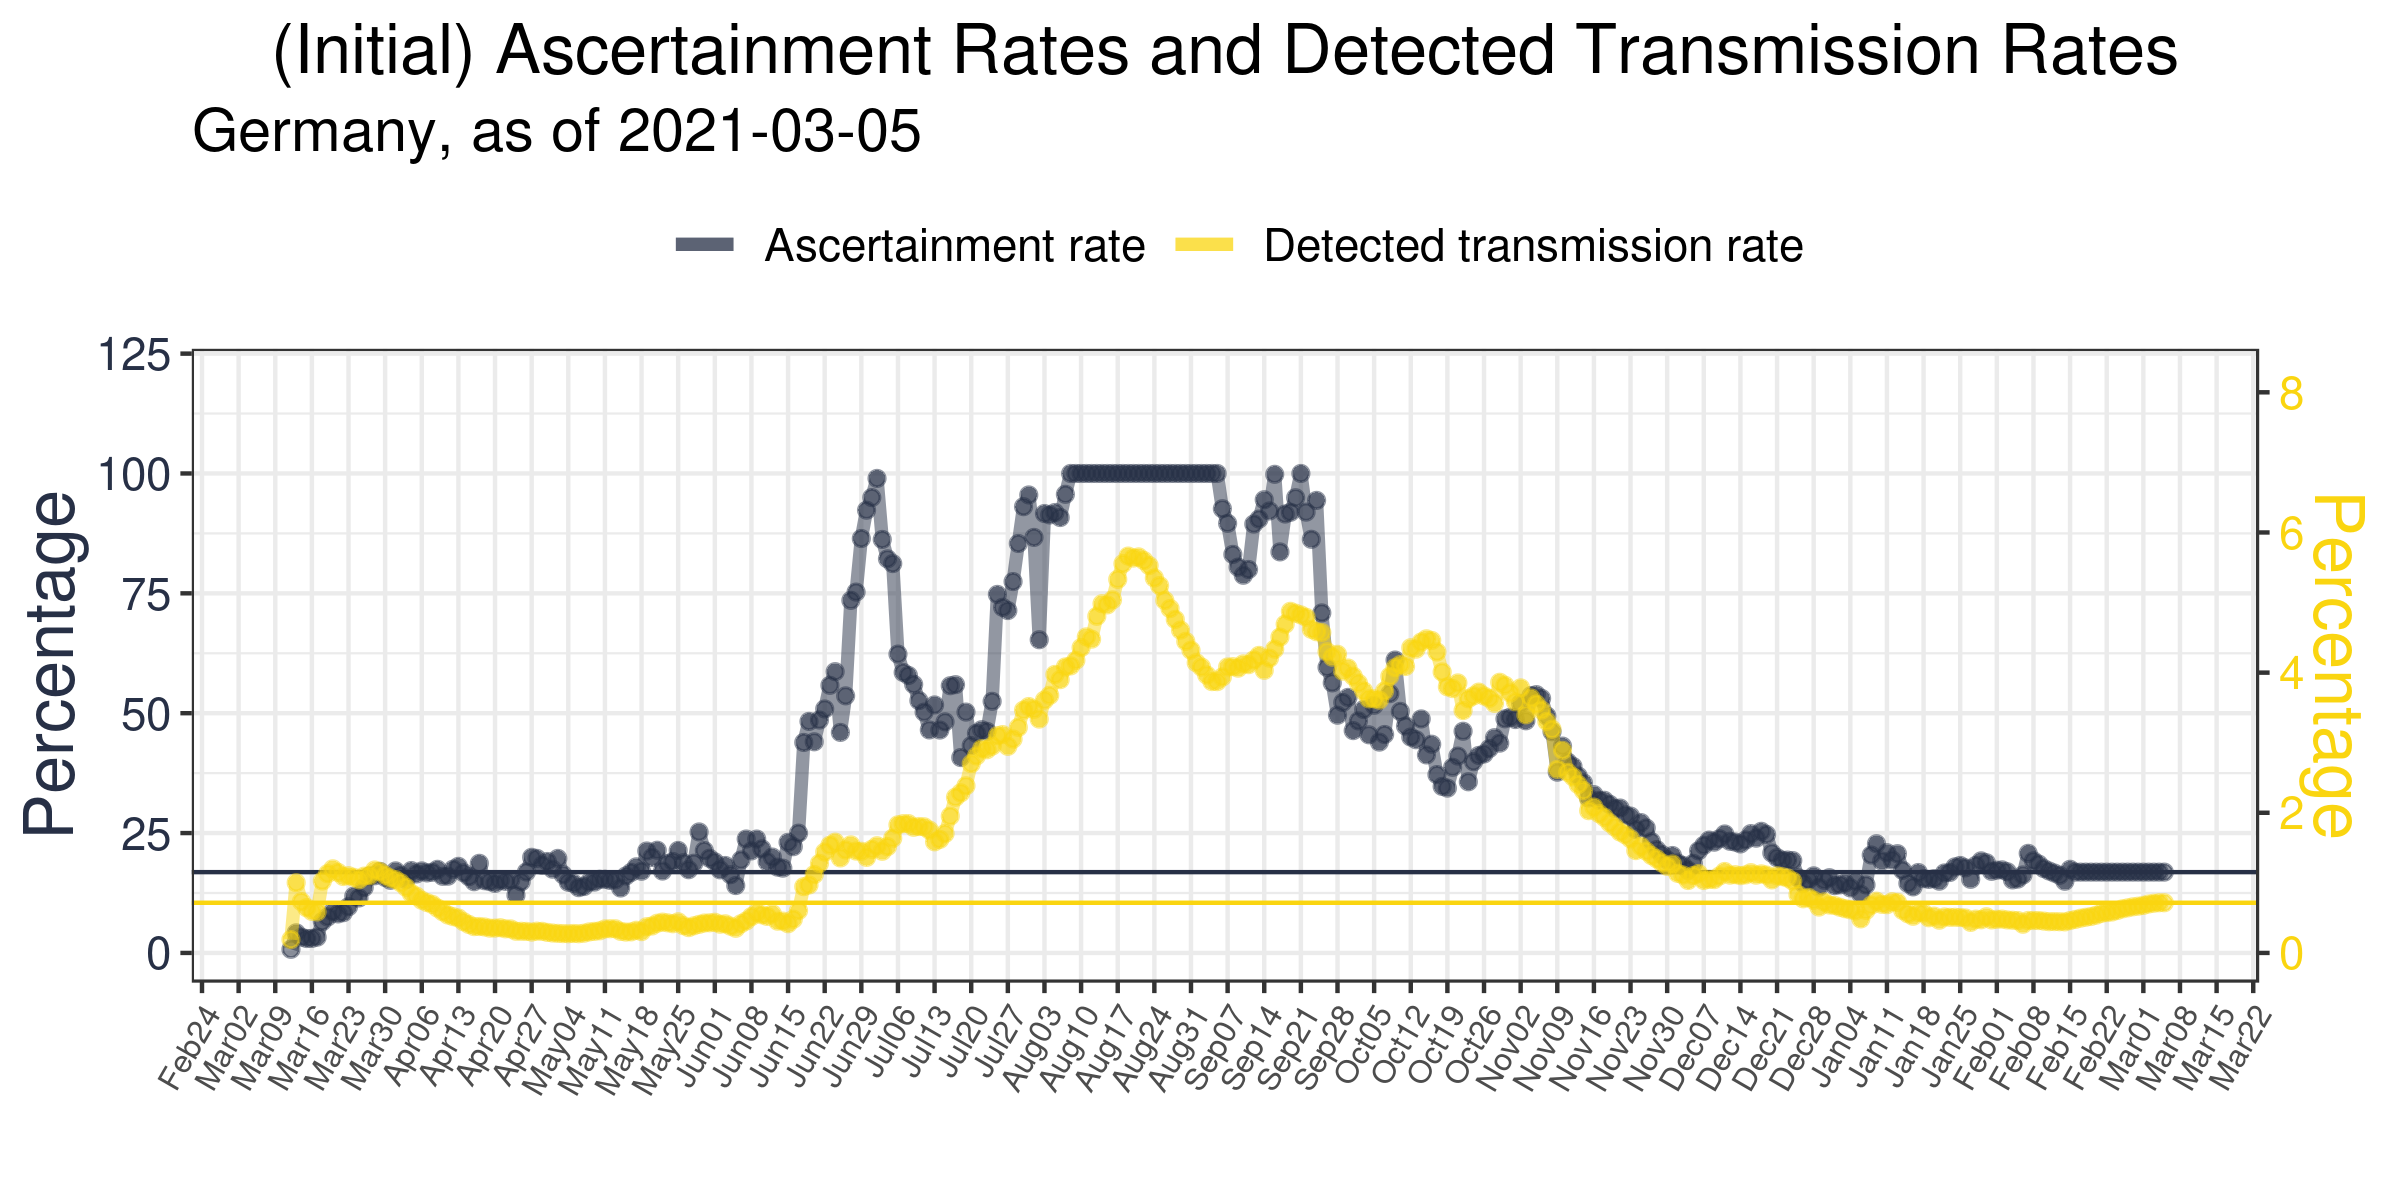 (Initial) Ascertainment Rates and Detected Transmission Rates
Germany, as of 2021-03-05
Ascertainment rate
Detected transmission rate
Percentage
125
100
75
50
25
0
8
6
4
2
0
Percentage
Feb24
Mar02
Mar09
Mar16
Mar23
Mar30
Apr06
Apr13
Apr20
Apr27
May04
May11
May18
May25
Jun01
Jun08
Jun15
Jun22
Jun29
Jul06
Jul13
Jul20
Jul27
Aug03
Aug10
Aug17
Aug24
Aug31
Sep07
Sep14
Sep21
Sep28
Oct05
Oct12
Oct19
Oct26
Nov02
Nov09
Nov16
Nov23
Nov30
Dec07
Dec14
Dec21
Dec28
Jan04
Jan11
Jan18
Jan25
Feb01
Feb08
Feb15
Feb22
Mar01
Mar08
Mar15
Mar22